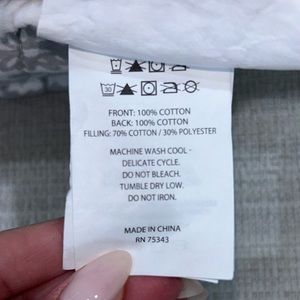 30
FRONT: 100% COTTON
BACK: 100% COTTON
FILLING: 70% COTTON / 30% POLYESTER
MACHINE WASH COOL -
DELICATE CYCLE.
DO NOT BLEACH.
TUMBLE DRY LOW.
DO NOT IRON.
MADE IN CHINA
RN 75343